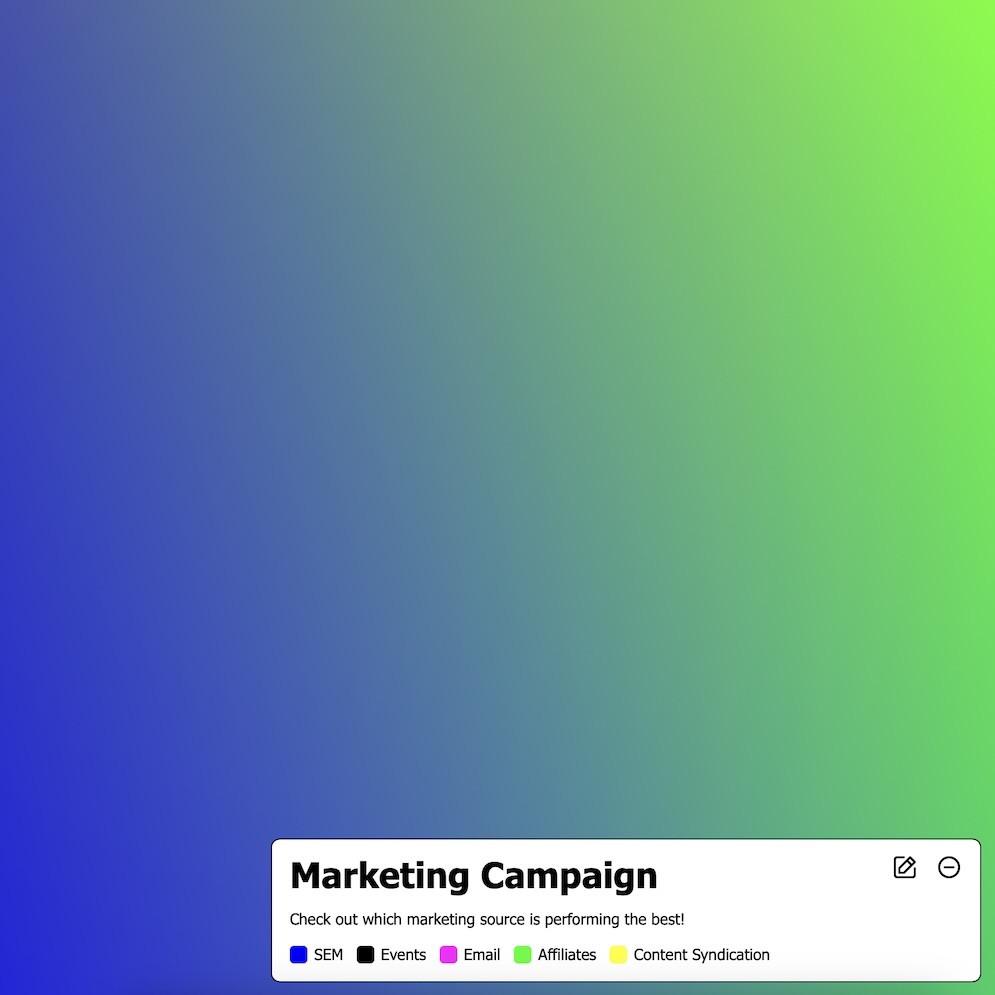 Marketing Campaign
Check out which marketing source is performing the best!
SEM Events Email Affiliates Content Syndication